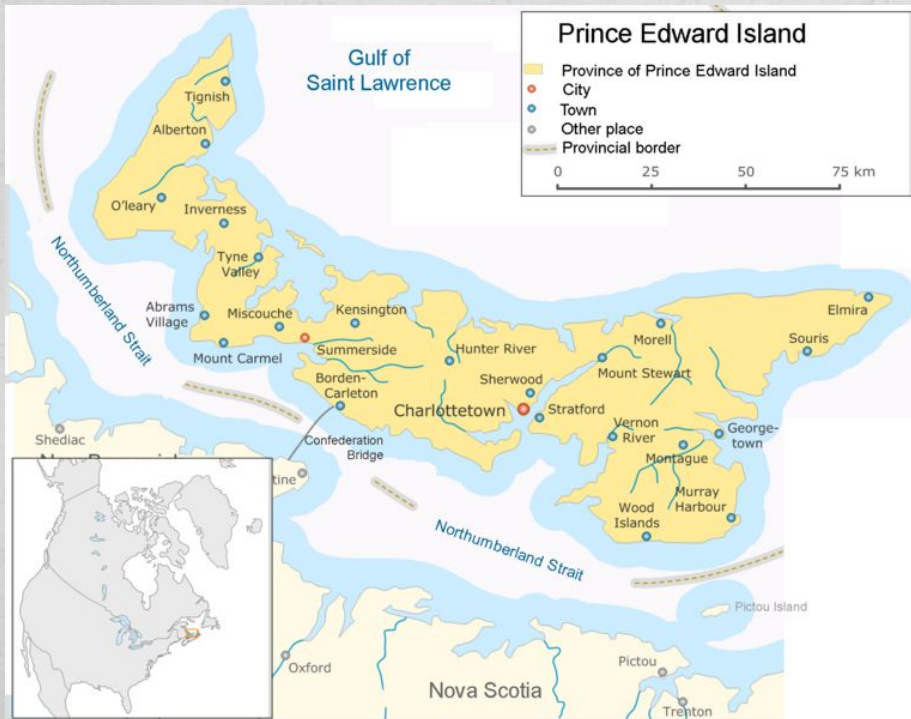 Prince Edward Island
Province of Prince Edward Island
City
Town
Other place
Provincial border
0 25 50 75 km
Gulf of
Saint Lawrence
Tignish
Alberton
O'leary
Inverness
Tyne
Valley
Northumberland Strait
Abrams
Village
Miscouche
Kensington
Elmira
Mount Carmel
Summerside
Hunter River
Morell
Souris
Mount Stewart
Borden-
Carleton
Sherwood
Charlottetown
Stratford
Vernon
River
George-
town
Shediac
Confederation
Bridge
Montague
tine
Murray
Harbour
Wood
Islands
Northumberland Strait
Pictou Island
Oxford
Pictou
Nova Scotia
Trenton